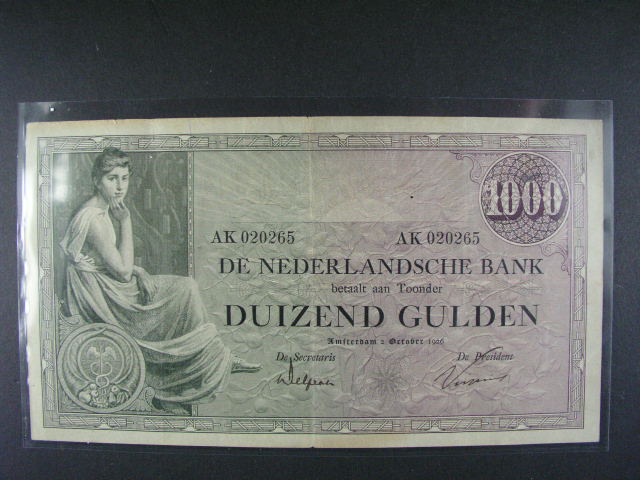 1000
AK 020265 AK 020265
DE NEDERLANDSCHE BANK
betaalt aan Toonder
DUIZEND GULDEN
Amsterdam 2 October 1926
De Secretaris De President